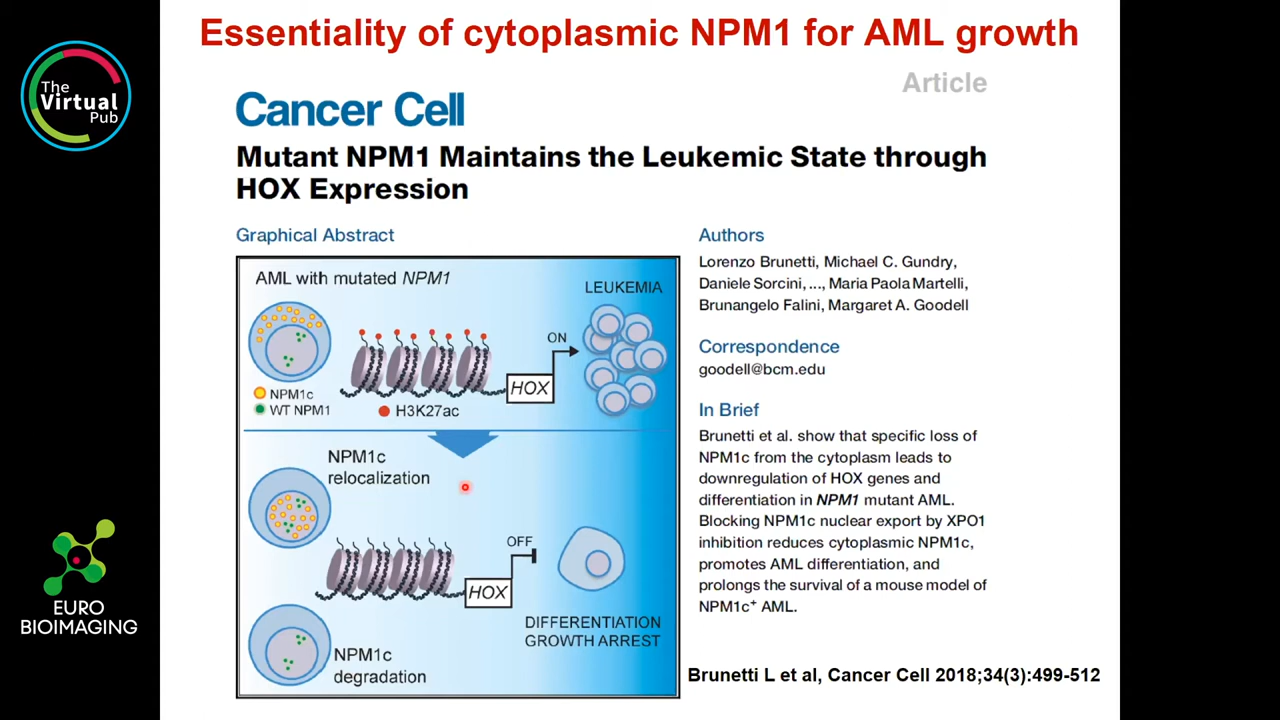 Essentiality of cytoplasmic NPM1 for AML growth
The
Virtual
Pub
Article
Cancer Cell
Mutant NPM1 Maintains the Leukemic State through
HOX Expression
Graphical Abstract
AML with mutated NPM1
LEUKEMIA
ON
HOX
NPM1c
WT NPM1
H3K27ac
NPM1c
relocalization
OFF
HOX
DIFFERENTIATION
GROWTH ARREST
NPM1c
degradation
Authors
Lorenzo Brunetti, Michael C. Gundry,
Daniele Sorcini, ..., Maria Paola Martelli,
Brunangelo Falini, Margaret A. Goodell
Correspondence
goodell@bcm.edu
In Brief
Brunetti et al. show that specific loss of
NPM1c from the cytoplasm leads to
downregulation of HOX genes and
differentiation in NPM1 mutant AML.
Blocking NPM1c nuclear export by XPO1
inhibition reduces cytoplasmic NPM1c,
promotes AML differentiation, and
prolongs the survival of a mouse model of
NPM1c⁺ AML.
Brunetti L et al, Cancer Cell 2018;34(3):499-512
EURO
BIOIMAGING